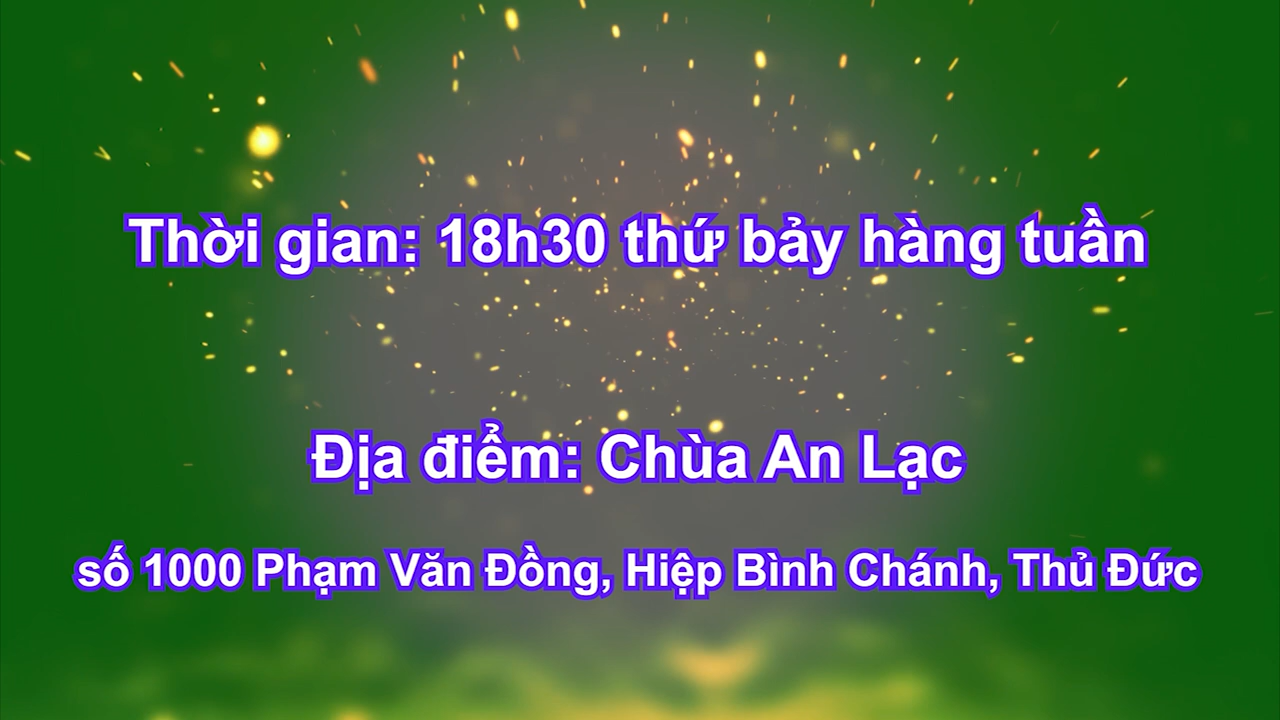 Thời gian: 18h30 thứ bảy hàng tuần
Địa điểm: Chùa An Lạc
số 1000 Phạm Văn Đồng, Hiệp Bình Chánh, Thủ Đức